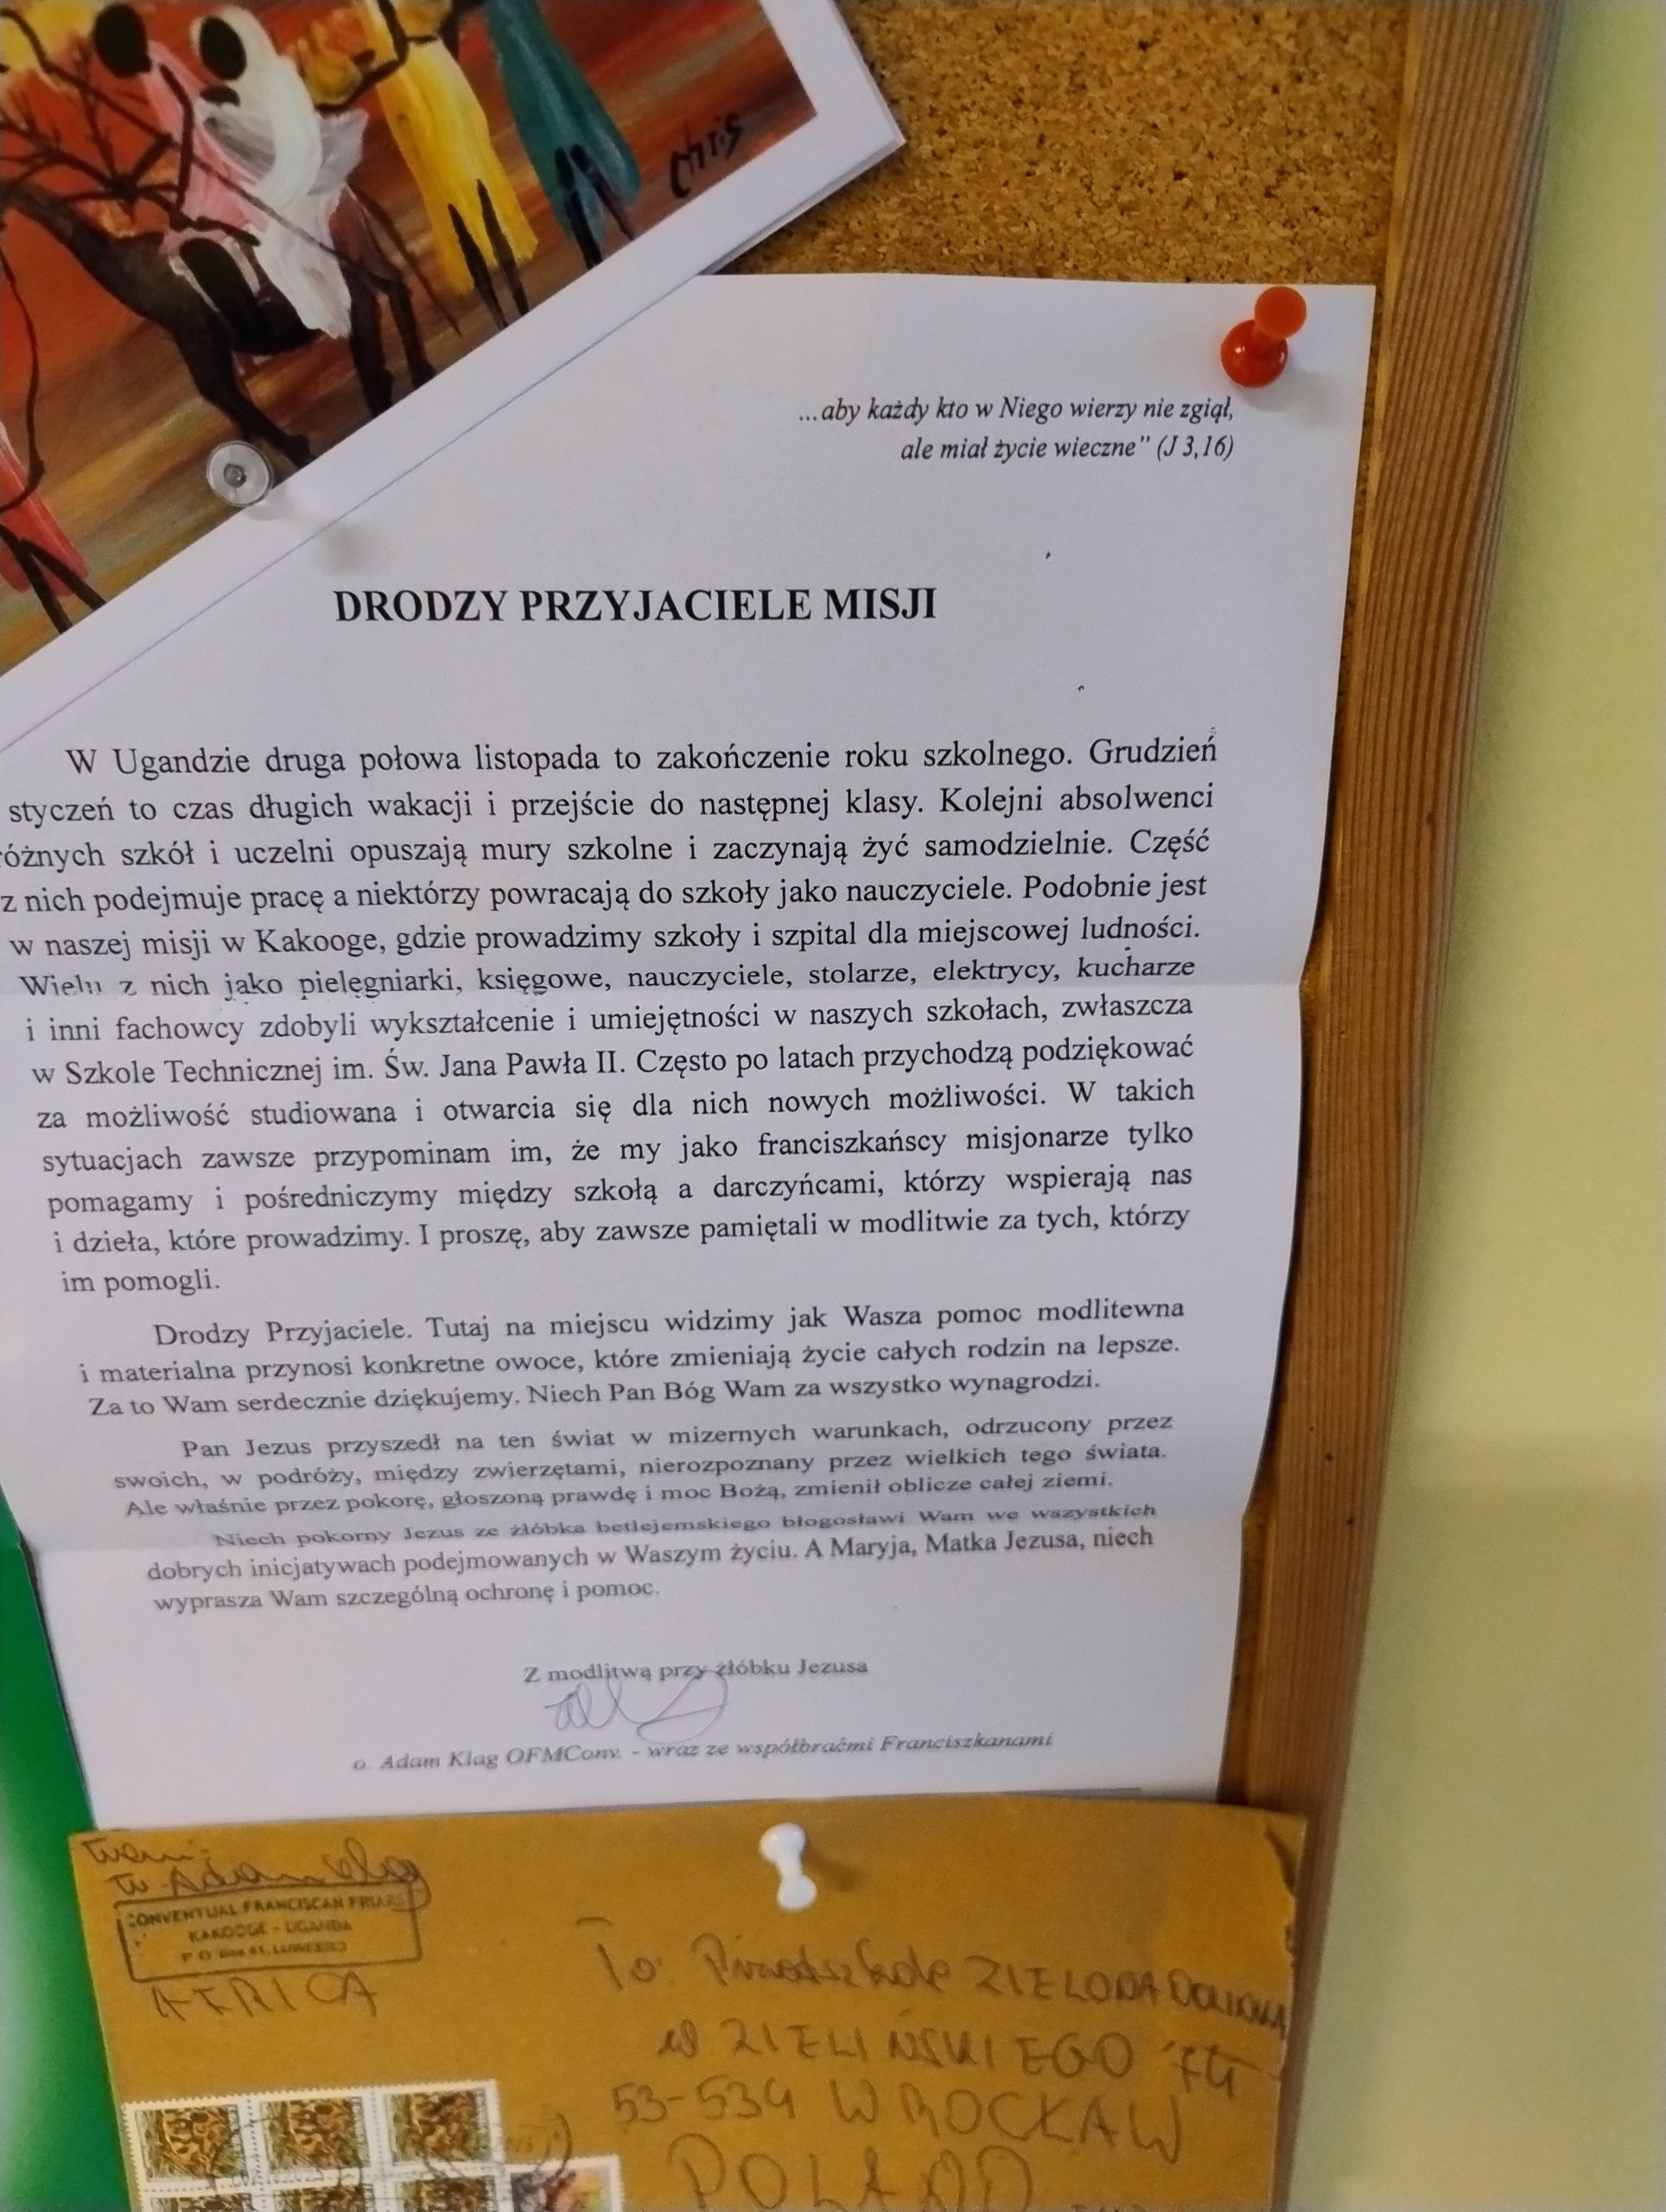 Chris
...aby każdy kto w Niego wierzy nie zgiął,
ale miał życie wieczne" (J 3,16)
DRODZY PRZYJACIELE MISJI
W Ugandzie druga połowa listopada to zakończenie roku szkolnego. Grudzień
styczeń to czas długich wakacji i przejście do następnej klasy. Kolejni absolwenci
różnych szkół i uczelni opuszają mury szkolne i zaczynają żyć samodzielnie. Część
z nich podejmuje pracę a niektórzy powracają do szkoły jako nauczyciele. Podobnie jest
w naszej misji w Kakooge, gdzie prowadzimy szkoły i szpital dla miejscowej ludności.
Wielu z nich jako pielęgniarki, księgowe, nauczyciele, stolarze, elektrycy, kucharze
i inni fachowcy zdobyli wykształcenie i umiejętności w naszych szkołach, zwłaszcza
w Szkole Technicznej im. Św. Jana Pawła II. Często po latach przychodzą podziękować
za możliwość studiowana i otwarcia się dla nich nowych możliwości. W takich
sytuacjach zawsze przypominam im, że my jako franciszkańscy misjonarze tylko
pomagamy i pośredniczymy między szkołą a darczyńcami, którzy wspierają nas
i dzieła, które prowadzimy. I proszę, aby zawsze pamiętali w modlitwie za tych, którzy
im pomogli.
Drodzy Przyjaciele. Tutaj na miejscu widzimy jak Wasza pomoc modlitewna
i materialna przynosi konkretne owoce, które zmieniają życie całych rodzin na lepsze.
Za to Wam serdecznie dziękujemy. Niech Pan Bóg Wam za wszystko wynagrodzi.
Pan Jezus przyszedł na ten świat w mizernych warunkach, odrzucony przez
swoich, w podróży, między zwierzętami, nierozpoznany przez wielkich tego świata.
Ale właśnie przez pokorę, głoszoną prawdę i moc Bożą, zmienił oblicze całej ziemi.
Niech pokorny Jezus ze żłóbka betlejemskiego błogosławi Wam we wszystkich
dobrych inicjatywach podejmowanych w Waszym życiu. A Maryja, Matka Jezusa, niech
wyprasza Wam szczególną ochronę i pomoc.
Z modlitwą przy żłóbku Jezusa
o. Adam Klag OFMConv. - wraz ze współbraćmi Franciszkanami
Adam Klag
CONVENTUAL FRANCISCAN FRIARS
KAKOOGE - UGANDA
P O Box 41, LUWEERO
AFRICA
To: Przedszkole ZIELONA DOLINKA
ul ZIELIŃSKIEGO
53-534 WROCŁAW
POLAND